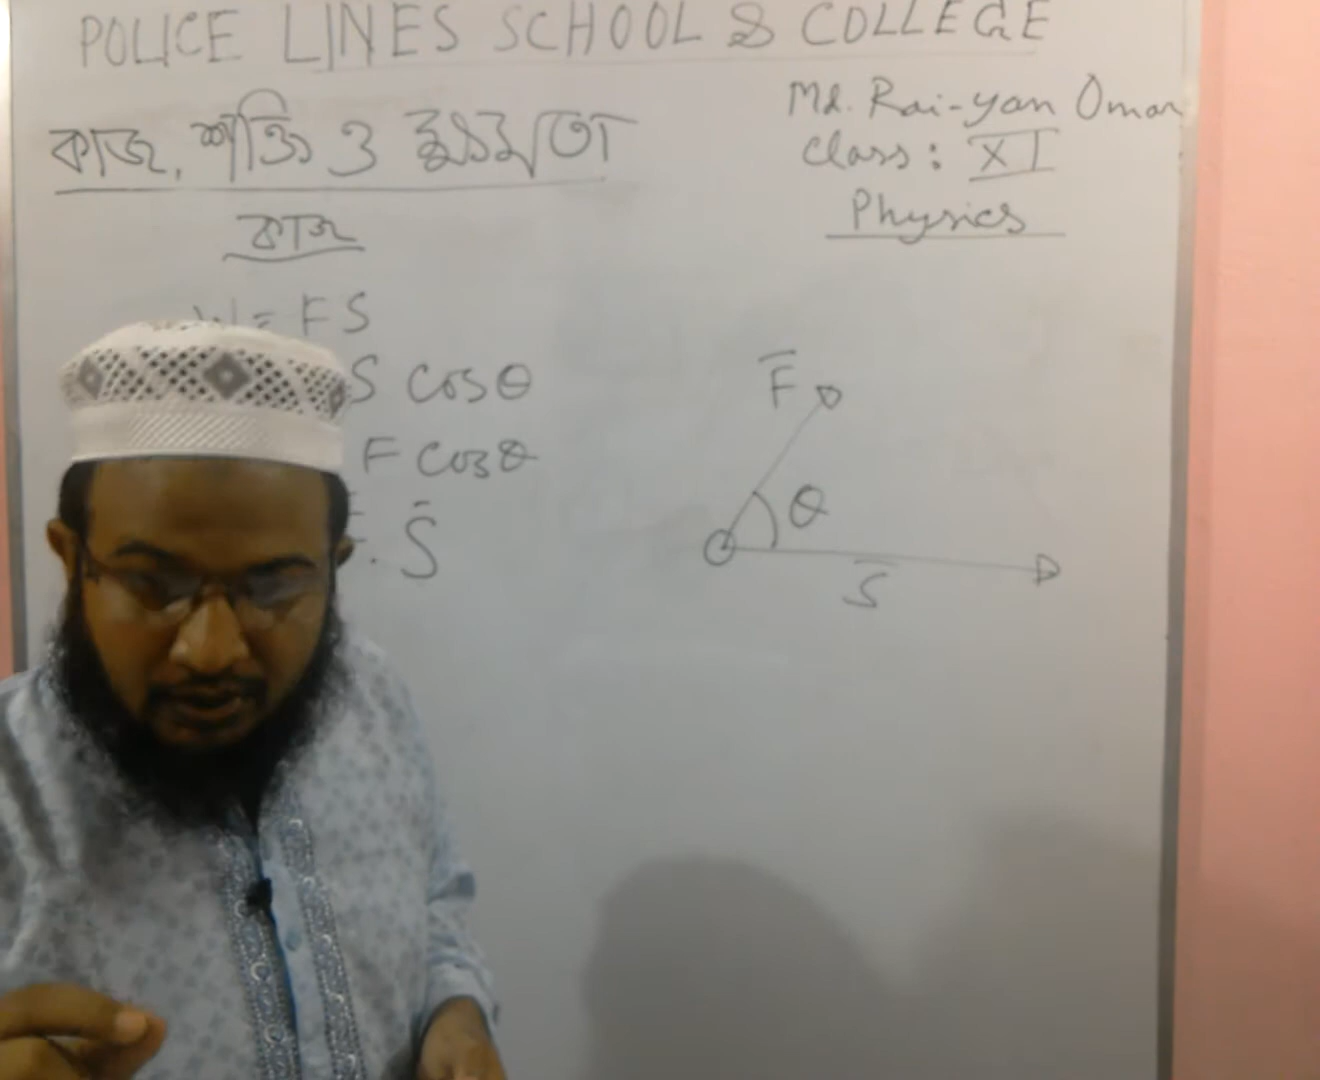 POLICE LINES SCHOOL & COLLEGE
কাজ, শক্তি ও ক্ষমতা
Md. Rai-yan Omar
Class: XI
Physics
কাজ
W = FS
S cosθ
F cosθ
. S̄
F̄
θ
S̄